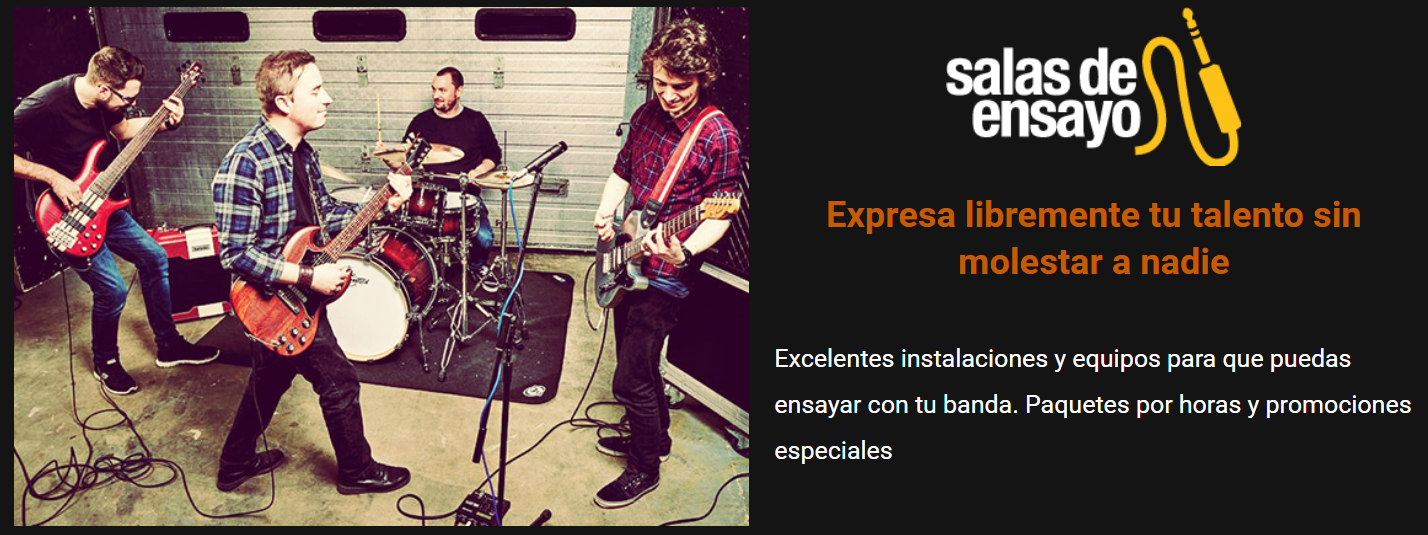 salas de
ensayo
Expresa libremente tu talento sin
molestar a nadie
Excelentes instalaciones y equipos para que puedas
ensayar con tu banda. Paquetes por horas y promociones
especiales